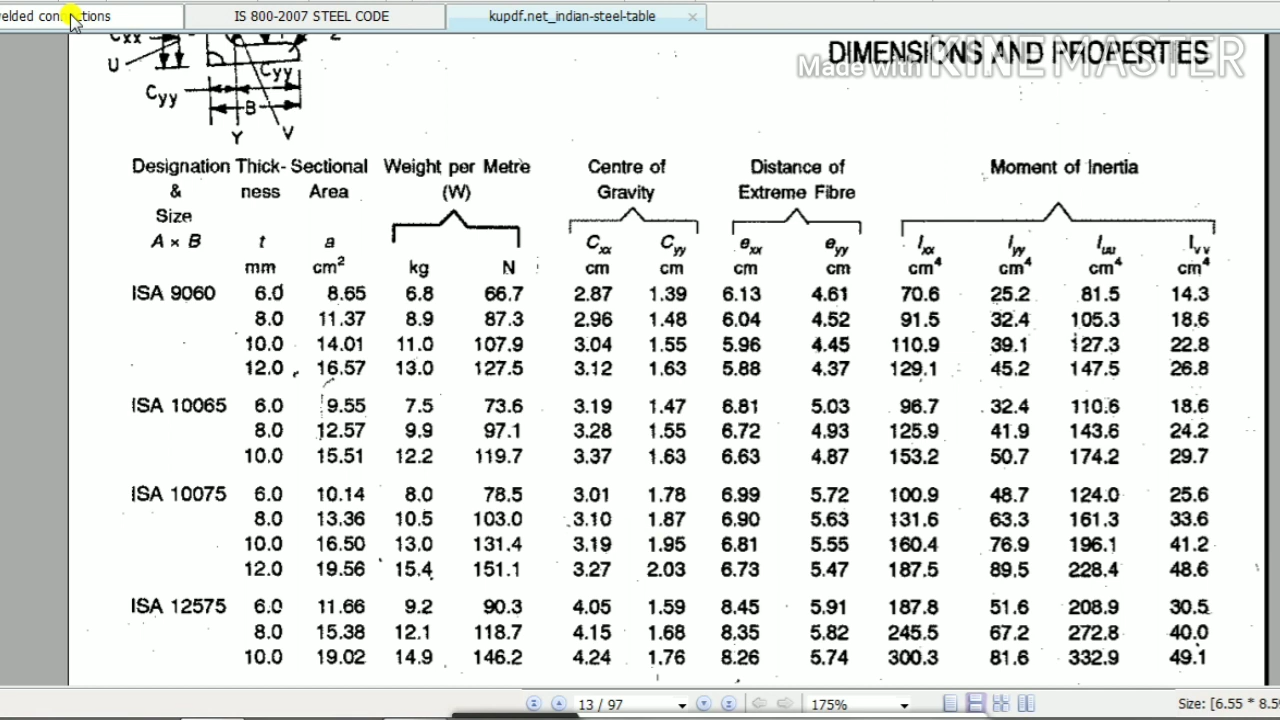 welded connections IS 800-2007 STEEL CODE kupdf.net_indian-steel-table
Cxx
U
Cyy
Cyy
B
Y V
DIMENSIONS AND PROPERTIES
Made with KINEMASTER
Designation Thick- Sectional Weight per Metre Centre of Distance of Moment of Inertia
& ness Area (W) Gravity Extreme Fibre
Size
A × B t a Cxx Cyy exx eyy Ixx Iyy Iuu Ivv
mm cm² kg N cm cm cm cm cm⁴ cm⁴ cm⁴ cm⁴
ISA 9060 6.0 8.65 6.8 66.7 2.87 1.39 6.13 4.61 70.6 25.2 81.5 14.3
8.0 11.37 8.9 87.3 2.96 1.48 6.04 4.52 91.5 32.4 105.3 18.6
10.0 14.01 11.0 107.9 3.04 1.55 5.96 4.45 110.9 39.1 127.3 22.8
12.0 16.57 13.0 127.5 3.12 1.63 5.88 4.37 129.1 45.2 147.5 26.8
ISA 10065 6.0 9.55 7.5 73.6 3.19 1.47 6.81 5.03 96.7 32.4 110.6 18.6
8.0 12.57 9.9 97.1 3.28 1.55 6.72 4.93 125.9 41.9 143.6 24.2
10.0 15.51 12.2 119.7 3.37 1.63 6.63 4.87 153.2 50.7 174.2 29.7
ISA 10075 6.0 10.14 8.0 78.5 3.01 1.78 6.99 5.72 100.9 48.7 124.0 25.6
8.0 13.36 10.5 103.0 3.10 1.87 6.90 5.63 131.6 63.3 161.3 33.6
10.0 16.50 13.0 131.4 3.19 1.95 6.81 5.55 160.4 76.9 196.1 41.2
12.0 19.56 15.4 151.1 3.27 2.03 6.73 5.47 187.5 89.5 228.4 48.6
ISA 12575 6.0 11.66 9.2 90.3 4.05 1.59 8.45 5.91 187.8 51.6 208.9 30.5
8.0 15.38 12.1 118.7 4.15 1.68 8.35 5.82 245.5 67.2 272.8 40.0
10.0 19.02 14.9 146.2 4.24 1.76 8.26 5.74 300.3 81.6 332.9 49.1
13 / 97 175% Size: [6.55 * 8.5